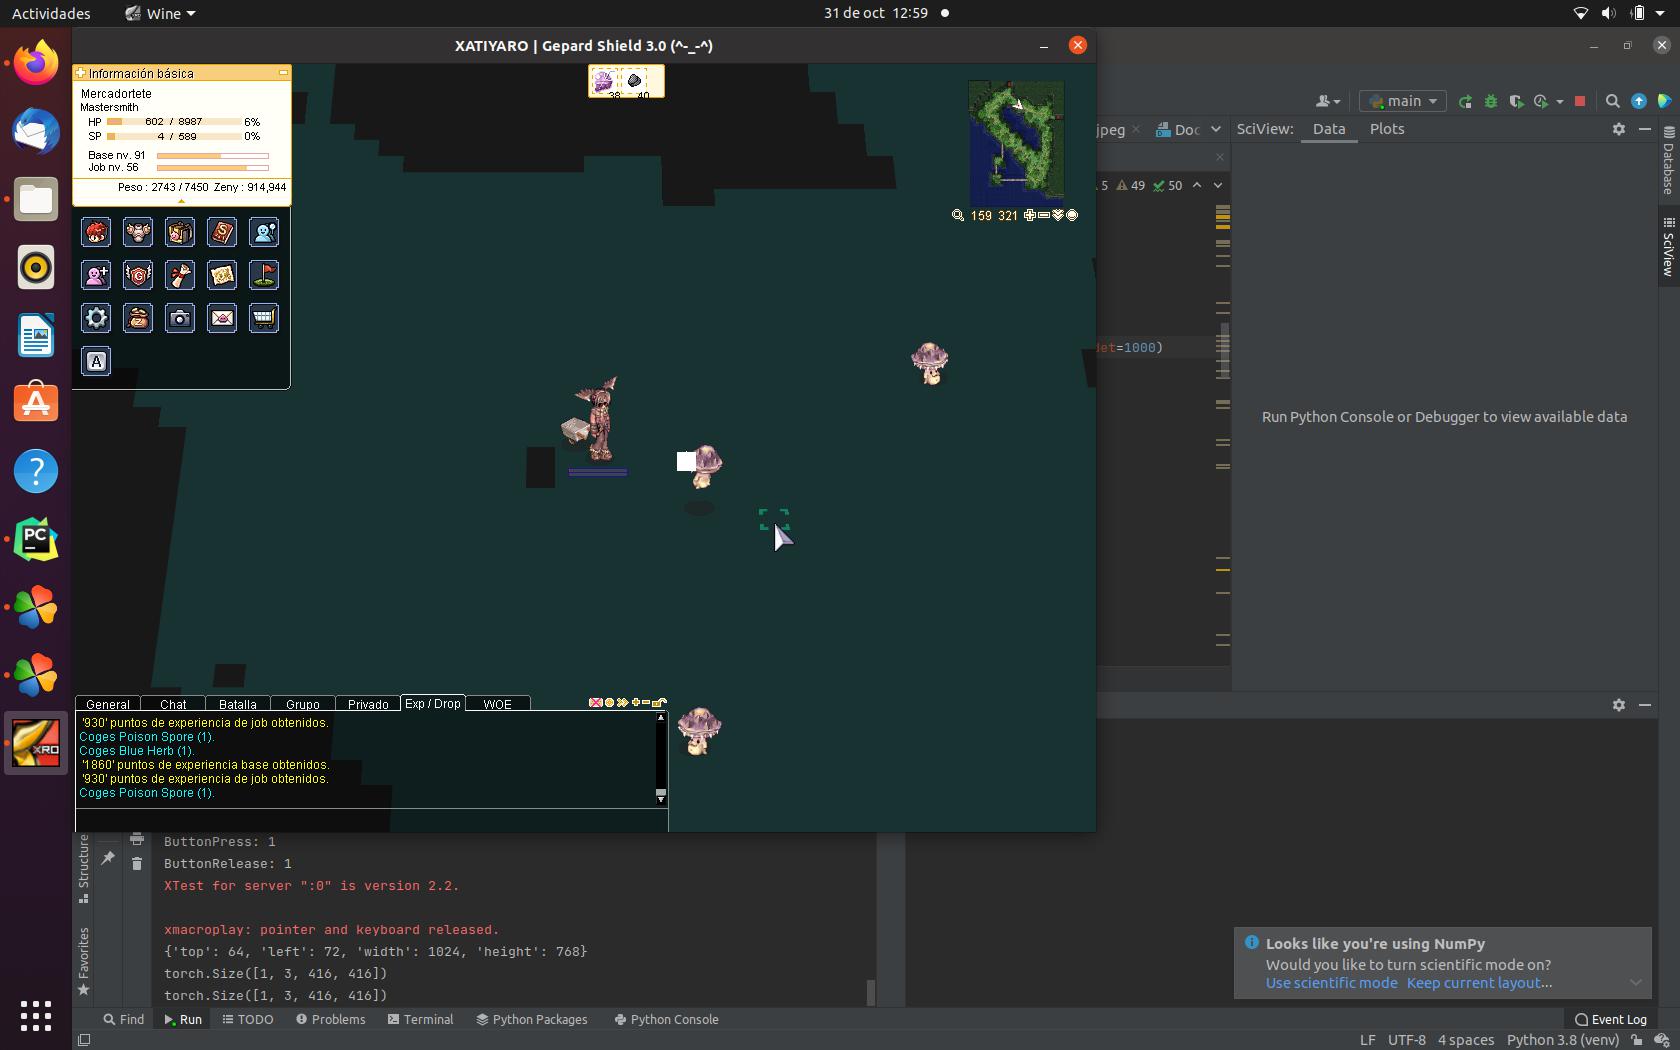 Actividades
Wine
31 de oct 12:59
XATIYARO | Gepard Shield 3.0 (^-_-^)
Información básica
Mercadortete
Mastersmith
HP 602 / 8987 6%
SP 4 / 589 0%
Base nv. 91
Job nv. 56
Peso : 2743 / 7450 Zeny : 914,944
38 40
159 321
S
G
Z
A
main
jpeg
Doc
SciView: Data Plots
5 49 50
det=1000)
Run Python Console or Debugger to view available data
Database
SciView
PC
XRO
General Chat Batalla Grupo Privado Exp / Drop WOE
'930' puntos de experiencia de job obtenidos.
Coges Poison Spore (1).
Coges Blue Herb (1).
'1860' puntos de experiencia base obtenidos.
'930' puntos de experiencia de job obtenidos.
Coges Poison Spore (1).
Structure
Favorites
ButtonPress: 1
ButtonRelease: 1
XTest for server ":0" is version 2.2.
xmacroplay: pointer and keyboard released.
{'top': 64, 'left': 72, 'width': 1024, 'height': 768}
torch.Size([1, 3, 416, 416])
torch.Size([1, 3, 416, 416])
Looks like you're using NumPy
Would you like to turn scientific mode on?
Use scientific mode Keep current layout...
Find Run TODO Problems Terminal Python Packages Python Console Event Log
LF UTF-8 4 spaces Python 3.8 (venv)